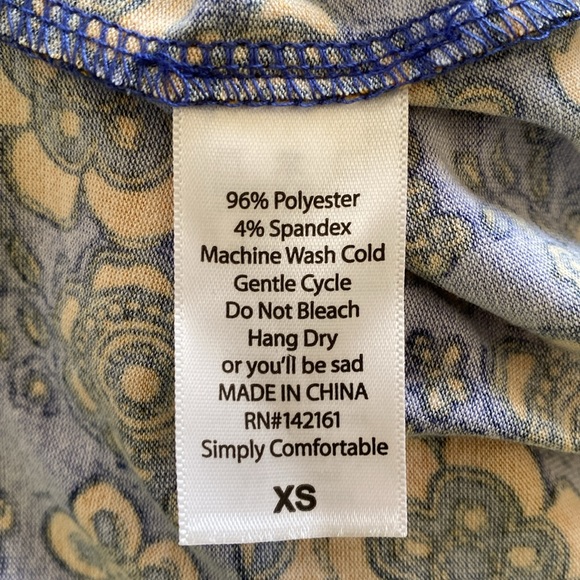 96% Polyester
4% Spandex
Machine Wash Cold
Gentle Cycle
Do Not Bleach
Hang Dry
or you'll be sad
MADE IN CHINA
RN#142161
Simply Comfortable
XS